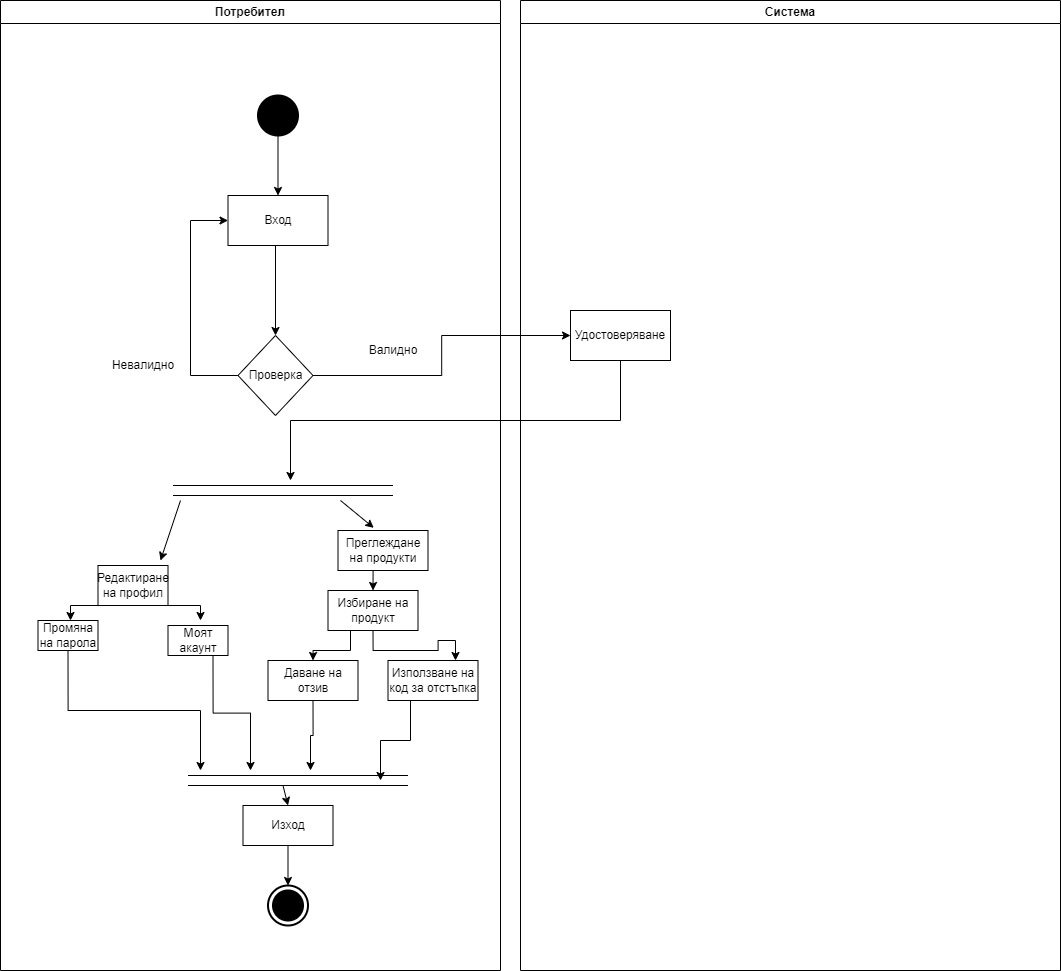 Потребител
Система
Вход
Удостоверяване
Валидно
Невалидно
Проверка
Преглеждане
на продукти
Редактиране
на профил
Избиране на
продукт
Промяна
на парола
Моят
акаунт
Даване на
отзив
Използване на
код за отстъпка
Изход